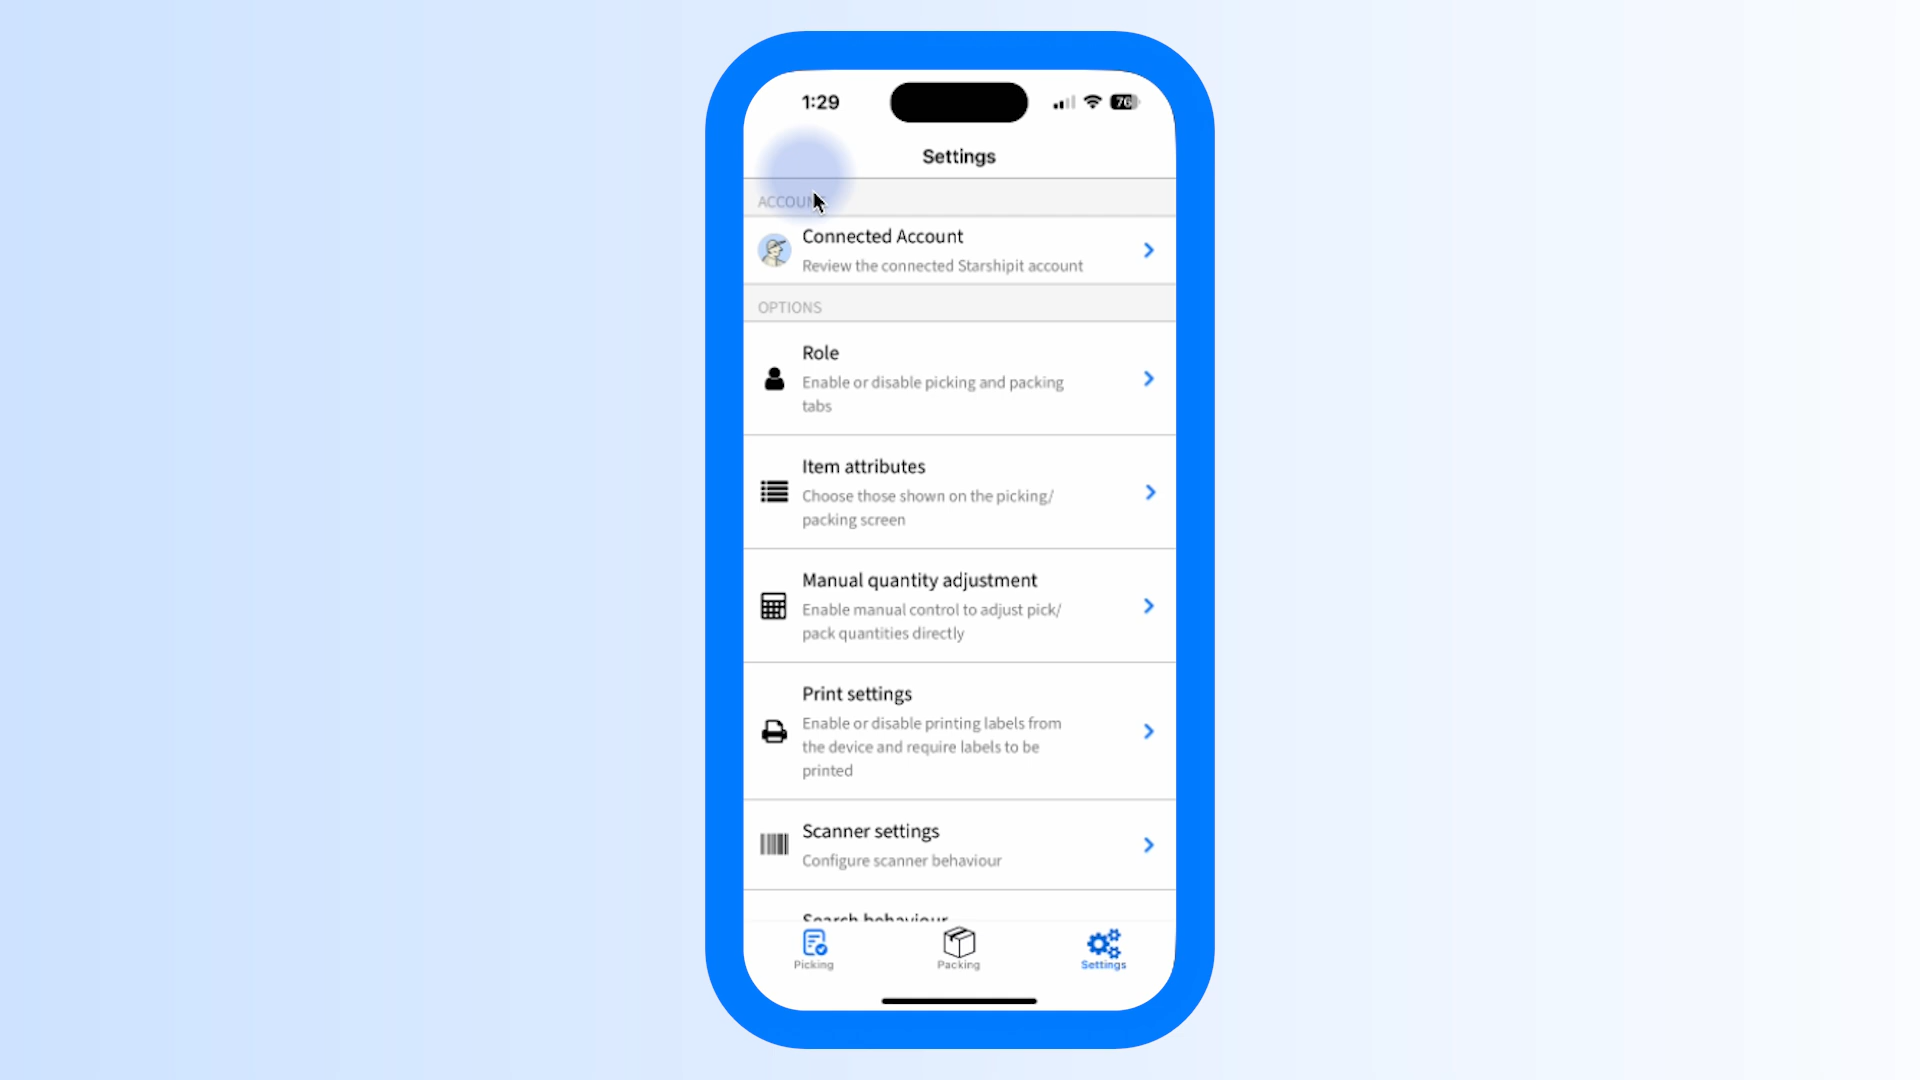 1:29
76
Settings
ACCOUNT
Connected Account
Review the connected Starshipit account
OPTIONS
Role
Enable or disable picking and packing
tabs
Item attributes
Choose those shown on the picking/
packing screen
Manual quantity adjustment
Enable manual control to adjust pick/
pack quantities directly
Print settings
Enable or disable printing labels from
the device and require labels to be
printed
Scanner settings
Configure scanner behaviour
Search behaviour
Picking
Packing
Settings